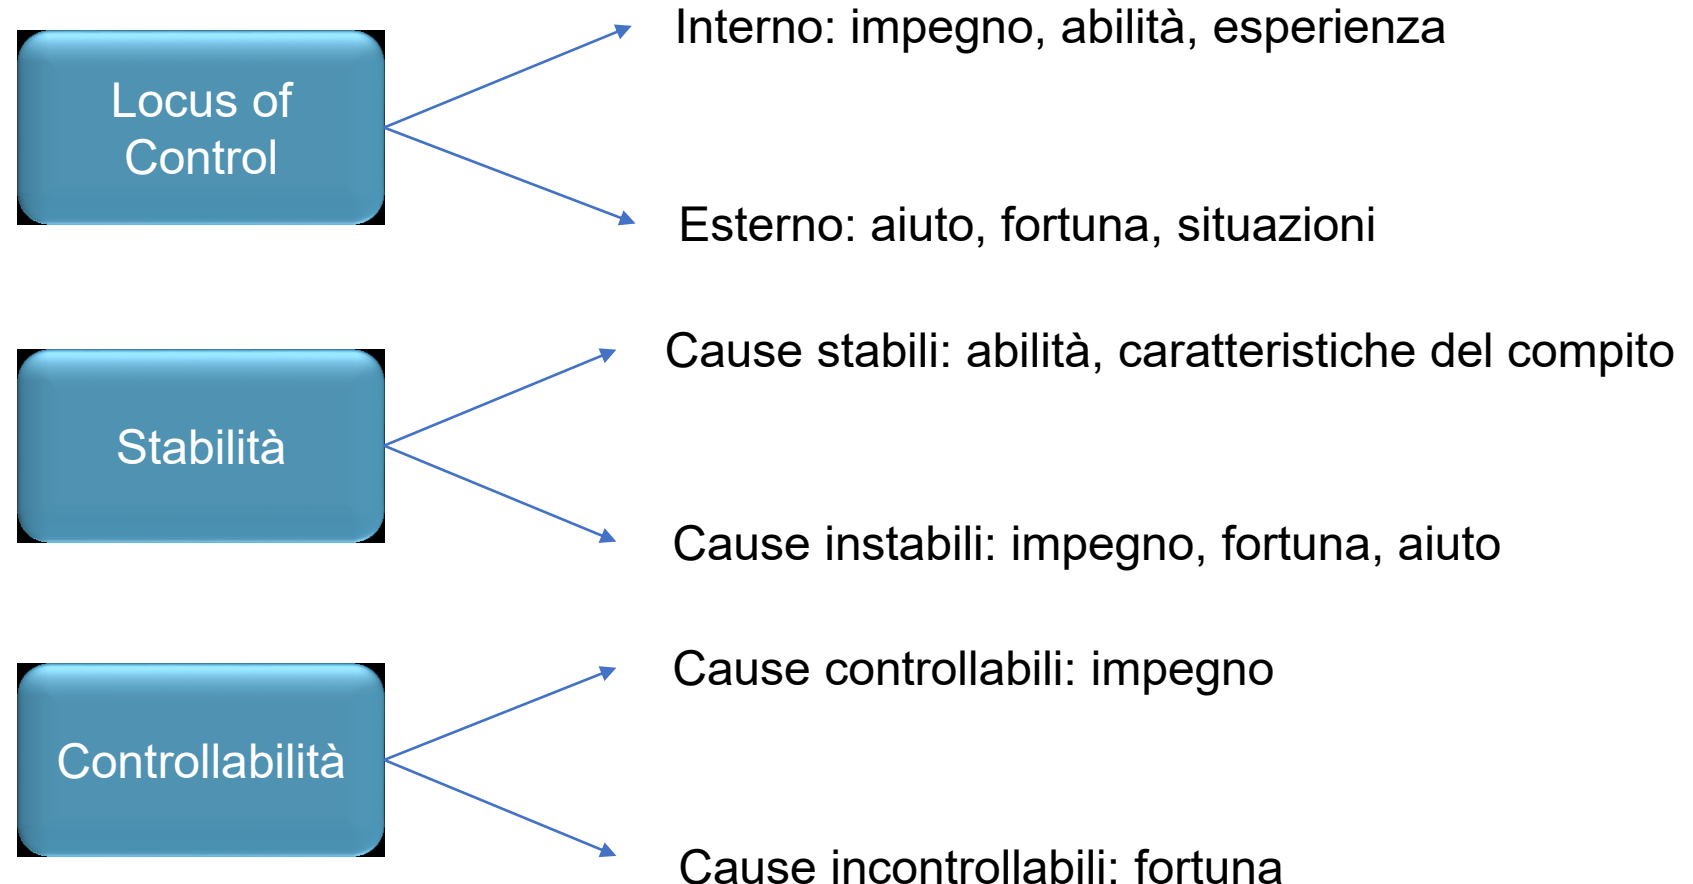 Interno: impegno, abilità, esperienza
Locus of
Control
Esterno: aiuto, fortuna, situazioni
Cause stabili: abilità, caratteristiche del compito
Stabilità
Cause instabili: impegno, fortuna, aiuto
Cause controllabili: impegno
Controllabilità
Cause incontrollabili: fortuna